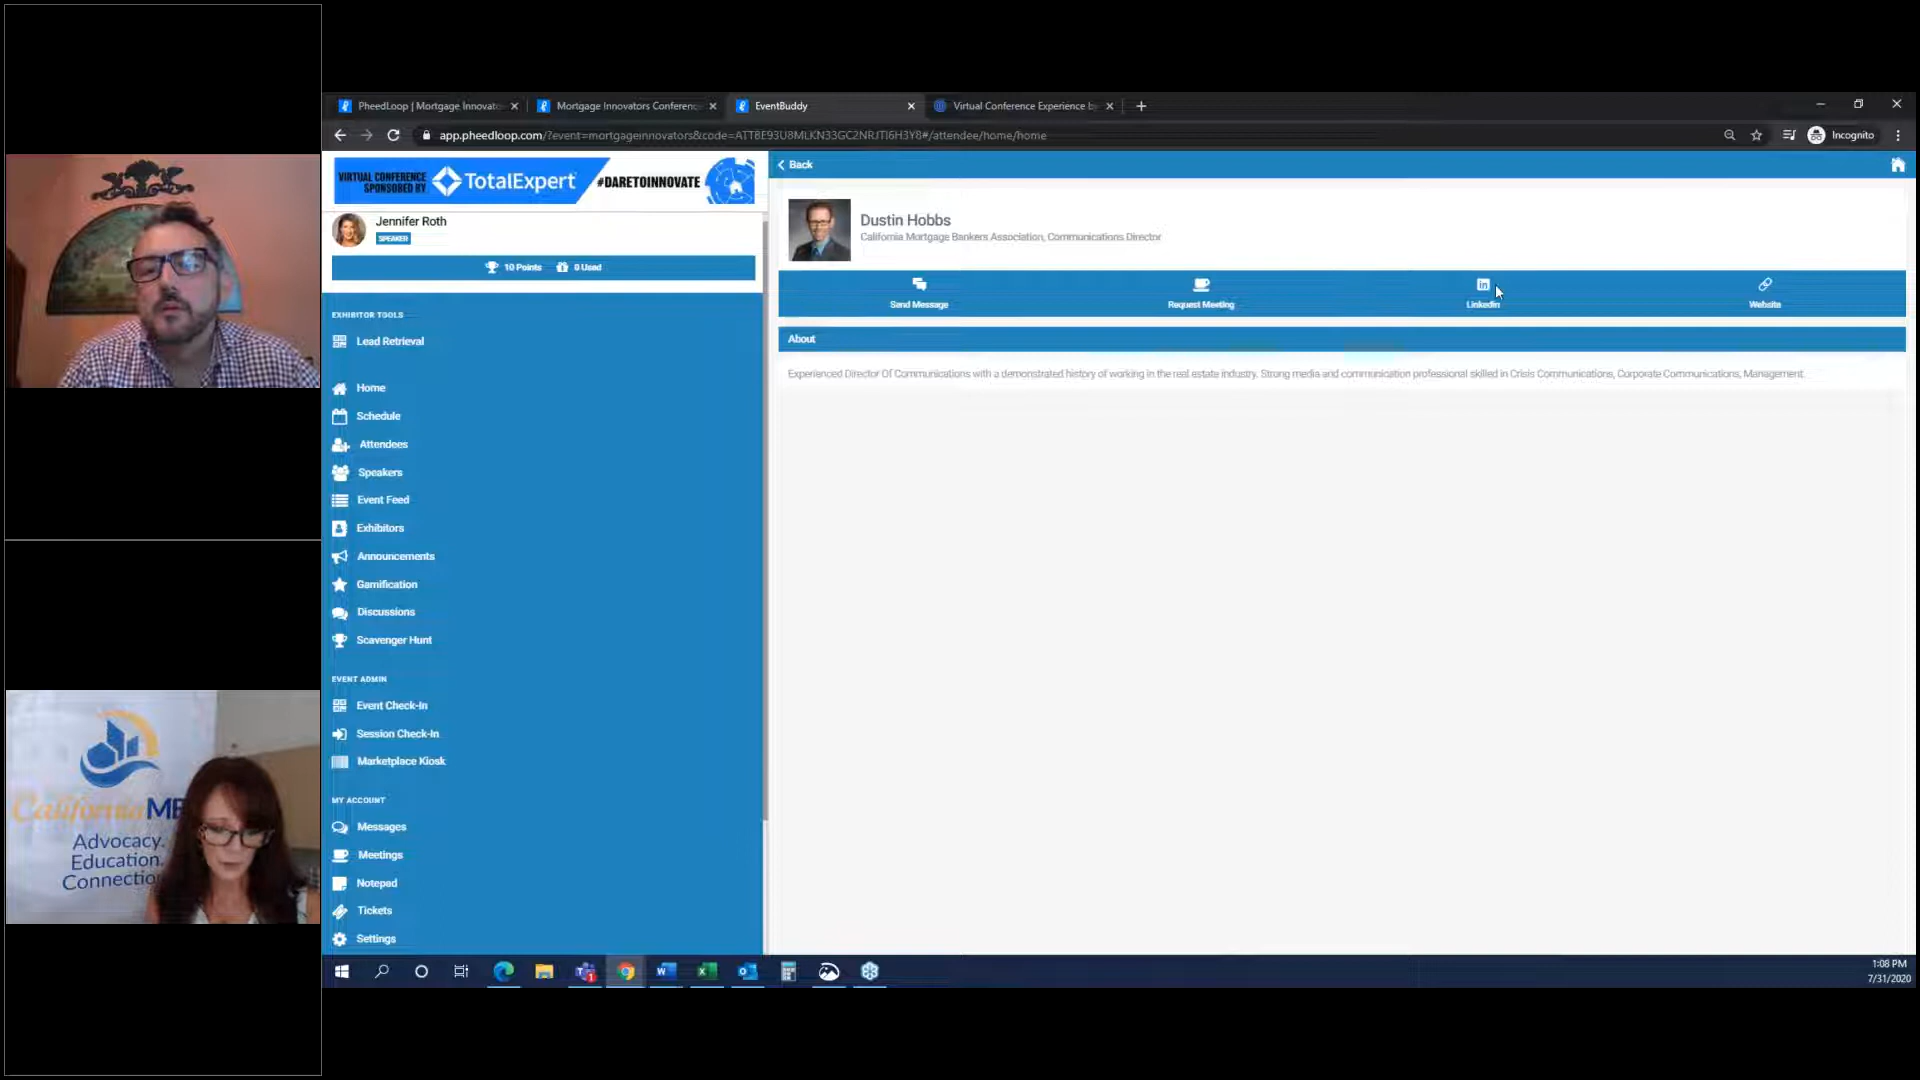 PheedLoop | Mortgage Innovato
Mortgage Innovators Conferenc
EventBuddy
Virtual Conference Experience b
app.pheedloop.com/?event=mortgageinnovators&code=ATT8E93U8MLKN33GC2NRJTI6H3Y8#/attendee/home/home
Incognito
VIRTUAL CONFERENCE
SPONSORED BY
TotalExpert
#DARETOINNOVATE
Jennifer Roth
SPEAKER
10 Points
0 Used
EXHIBITOR TOOLS
Lead Retrieval
Home
Schedule
Attendees
Speakers
Event Feed
Exhibitors
Announcements
Gamification
Discussions
Scavenger Hunt
EVENT ADMIN
Event Check-In
Session Check-In
Marketplace Kiosk
MY ACCOUNT
Messages
Meetings
Notepad
Tickets
Settings
Back
Dustin Hobbs
California Mortgage Bankers Association, Communications Director
Send Message
Request Meeting
LinkedIn
Website
About
Experienced Director Of Communications with a demonstrated history of working in the real estate industry. Strong media and communication professional skilled in Crisis Communications, Corporate Communications, Management
California MB
Advocacy.
Education.
Connection
1:08 PM
7/31/2020